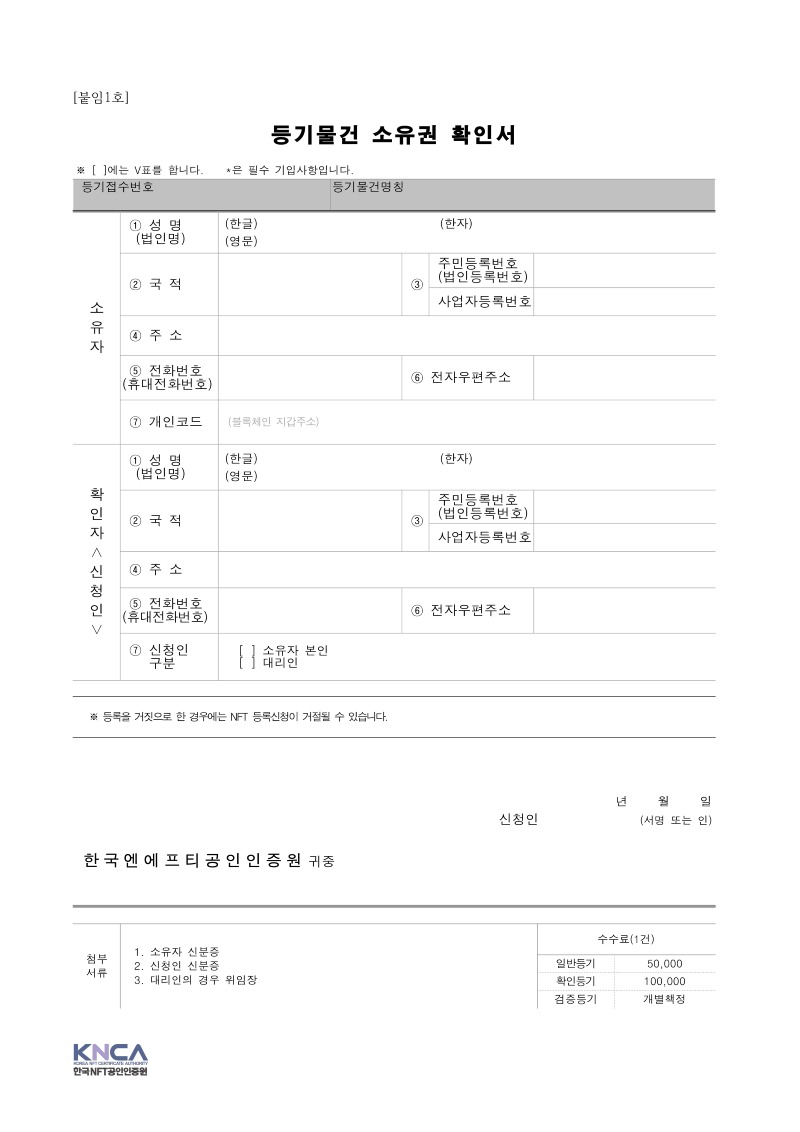 [붙임1호]
등기물건 소유권 확인서
※ [ ]에는 V표를 합니다. *은 필수 기입사항입니다.
등기접수번호 등기물건명칭
소유자
① 성 명 (한글) (한자)
(법인명) (영문)
② 국 적 ③ 주민등록번호
(법인등록번호)
사업자등록번호
④ 주 소
⑤ 전화번호 ⑥ 전자우편주소
(휴대전화번호)
⑦ 개인코드 (블록체인 지갑주소)
확인자<신청인>
① 성 명 (한글) (한자)
(법인명) (영문)
② 국 적 ③ 주민등록번호
(법인등록번호)
사업자등록번호
④ 주 소
⑤ 전화번호 ⑥ 전자우편주소
(휴대전화번호)
⑦ 신청인 [ ] 소유자 본인
구분 [ ] 대리인
※ 등록을 거짓으로 한 경우에는 NFT 등록신청이 거절될 수 있습니다.
년 월 일
신청인 (서명 또는 인)
한국엔에프티공인인증원 귀중
첨부
서류
1. 소유자 신분증
2. 신청인 신분증
3. 대리인의 경우 위임장
수수료(1건)
일반등기 50,000
확인등기 100,000
검증등기 개별책정
KNCA
KOREA NFT CERTIFICATE AUTHORITY
한국NFT공인인증원